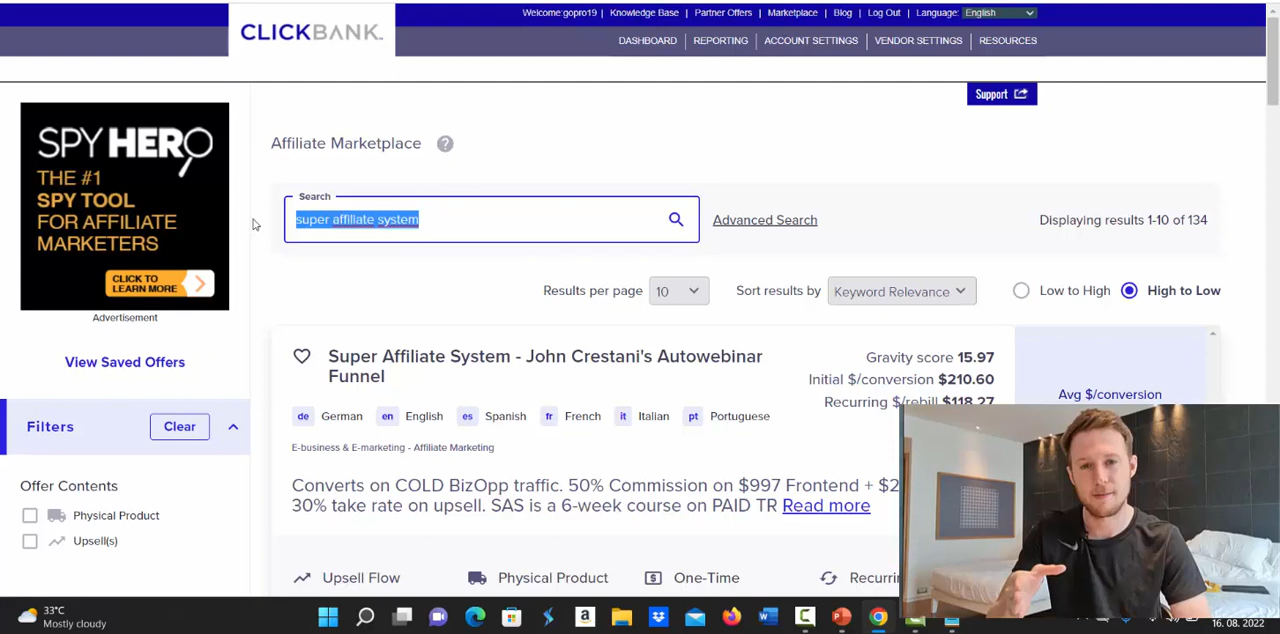 Welcome:gopro19 | Knowledge Base | Partner Offers | Marketplace | Blog | Log Out | Language: English
CLICKBANK
DASHBOARD REPORTING ACCOUNT SETTINGS VENDOR SETTINGS RESOURCES
Support
SPY HERO
THE #1
SPY TOOL
FOR AFFILIATE
MARKETERS
CLICK TO
LEARN MORE
Advertisement
View Saved Offers
Filters Clear
Offer Contents
Physical Product
Upsell(s)
Affiliate Marketplace ?
Search
super affiliate system
Advanced Search
Displaying results 1-10 of 134
Results per page 10 Sort results by Keyword Relevance Low to High High to Low
Super Affiliate System - John Crestani's Autowebinar
Funnel
Gravity score 15.97
Initial $/conversion $210.60
Recurring $/rebill $118.27
Avg $/conversion
de German en English es Spanish fr French it Italian pt Portuguese
E-business & E-marketing - Affiliate Marketing
Converts on COLD BizOpp traffic. 50% Commission on $997 Frontend + $2
30% take rate on upsell. SAS is a 6-week course on PAID TR Read more
Upsell Flow Physical Product One-Time
33°C
Mostly cloudy
16.08.2022